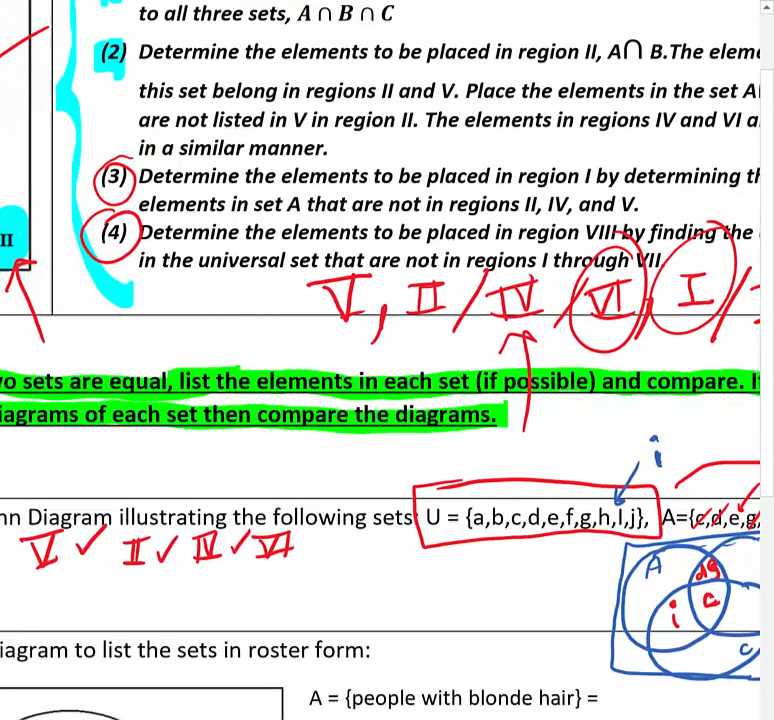 to all three sets, A ∩ B ∩ C
(2) Determine the elements to be placed in region II, A∩ B.The elem
this set belong in regions II and V. Place the elements in the set A
are not listed in V in region II. The elements in regions IV and VI a
in a similar manner.
(3) Determine the elements to be placed in region I by determining th
elements in set A that are not in regions II, IV, and V.
II
(4) Determine the elements to be placed in region VIII by finding the
in the universal set that are not in regions I through VII
V, II / IV / VI, I /
o sets are equal, list the elements in each set (if possible) and compare. I
iagrams of each set then compare the diagrams.
i
nn Diagram illustrating the following sets U = {a,b,c,d,e,f,g,h,I,j}, A={c,d,e,g,
V ✓ II ✓ IV ✓ VI
A dg
i c
C
iagram to list the sets in roster form:
A = {people with blonde hair} =